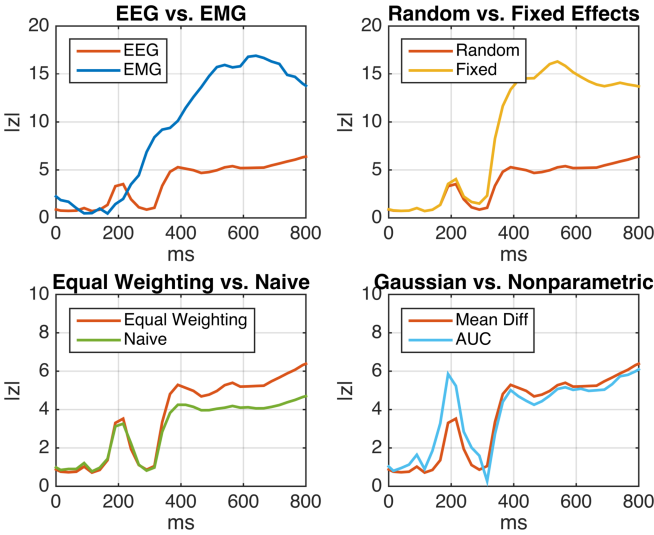 EEG vs. EMG
20
15
10
5
0
|z|
EEG
EMG
0 200 400 600 800
ms
Random vs. Fixed Effects
20
15
10
5
0
|z|
Random
Fixed
0 200 400 600 800
ms
Equal Weighting vs. Naive
10
8
6
4
2
0
|z|
Equal Weighting
Naive
0 200 400 600 800
ms
Gaussian vs. Nonparametric
10
8
6
4
2
0
|z|
Mean Diff
AUC
0 200 400 600 800
ms